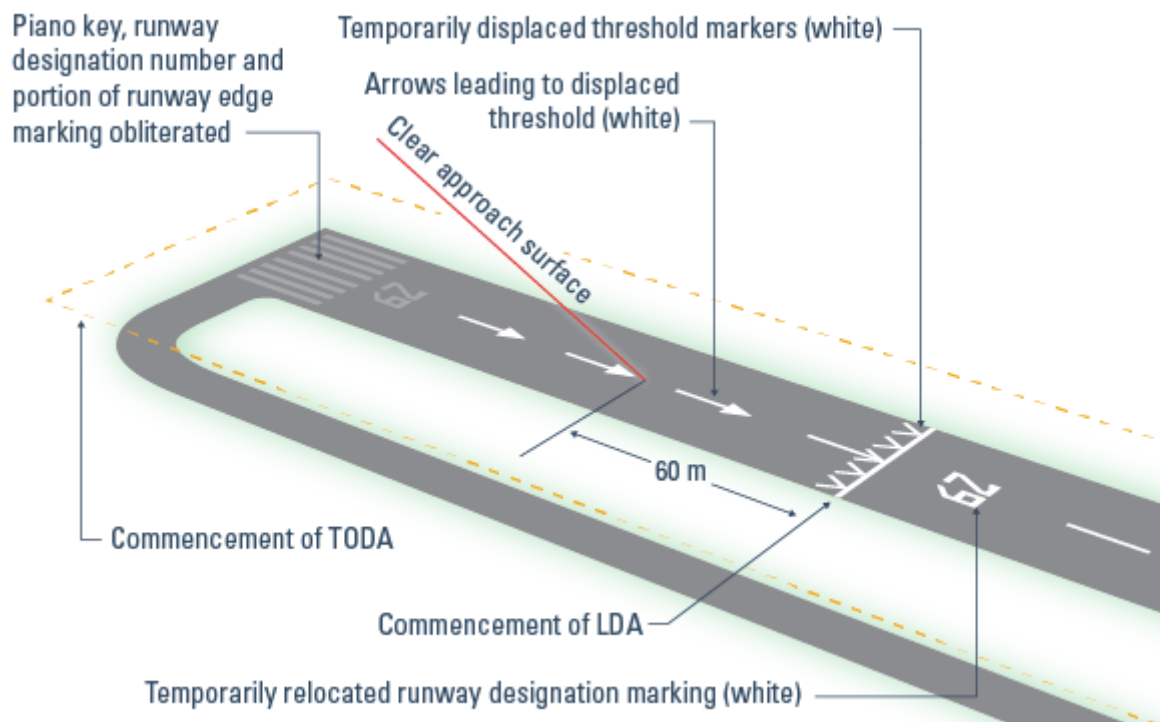 Piano key, runway
designation number and
portion of runway edge
marking obliterated
Temporarily displaced threshold markers (white)
Arrows leading to displaced
threshold (white)
Clear approach surface
29
60 m
29
Commencement of TODA
Commencement of LDA
Temporarily relocated runway designation marking (white)